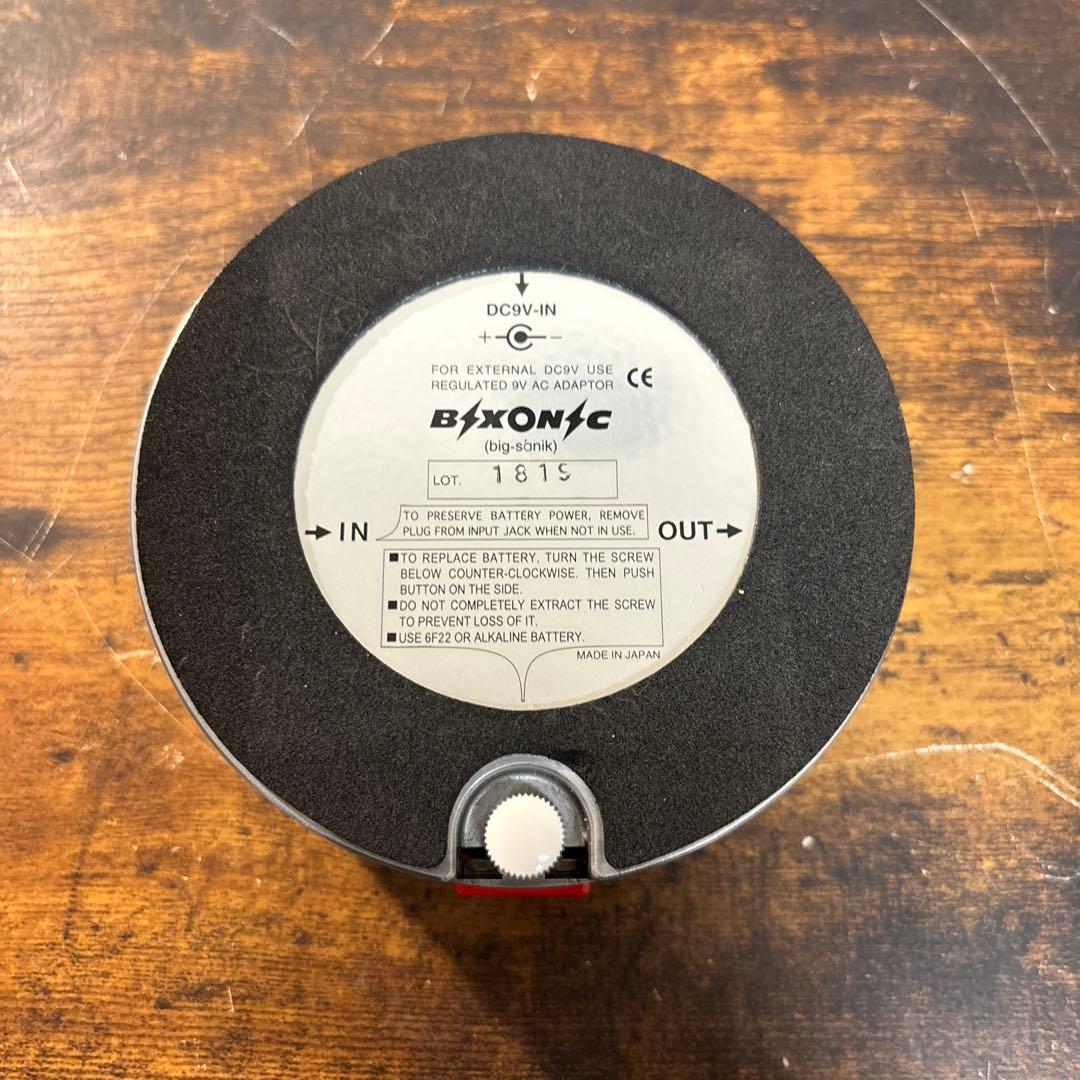 DC9V-IN
+ −
FOR EXTERNAL DC9V USE
REGULATED 9V AC ADAPTOR CE
BIXONIC
(big-sánik)
LOT. 1819
TO PRESERVE BATTERY POWER, REMOVE
PLUG FROM INPUT JACK WHEN NOT IN USE.
→ IN
OUT →
■ TO REPLACE BATTERY, TURN THE SCREW
BELOW COUNTER-CLOCKWISE. THEN PUSH
BUTTON ON THE SIDE.
■ DO NOT COMPLETELY EXTRACT THE SCREW
TO PREVENT LOSS OF IT.
■ USE 6F22 OR ALKALINE BATTERY.
MADE IN JAPAN